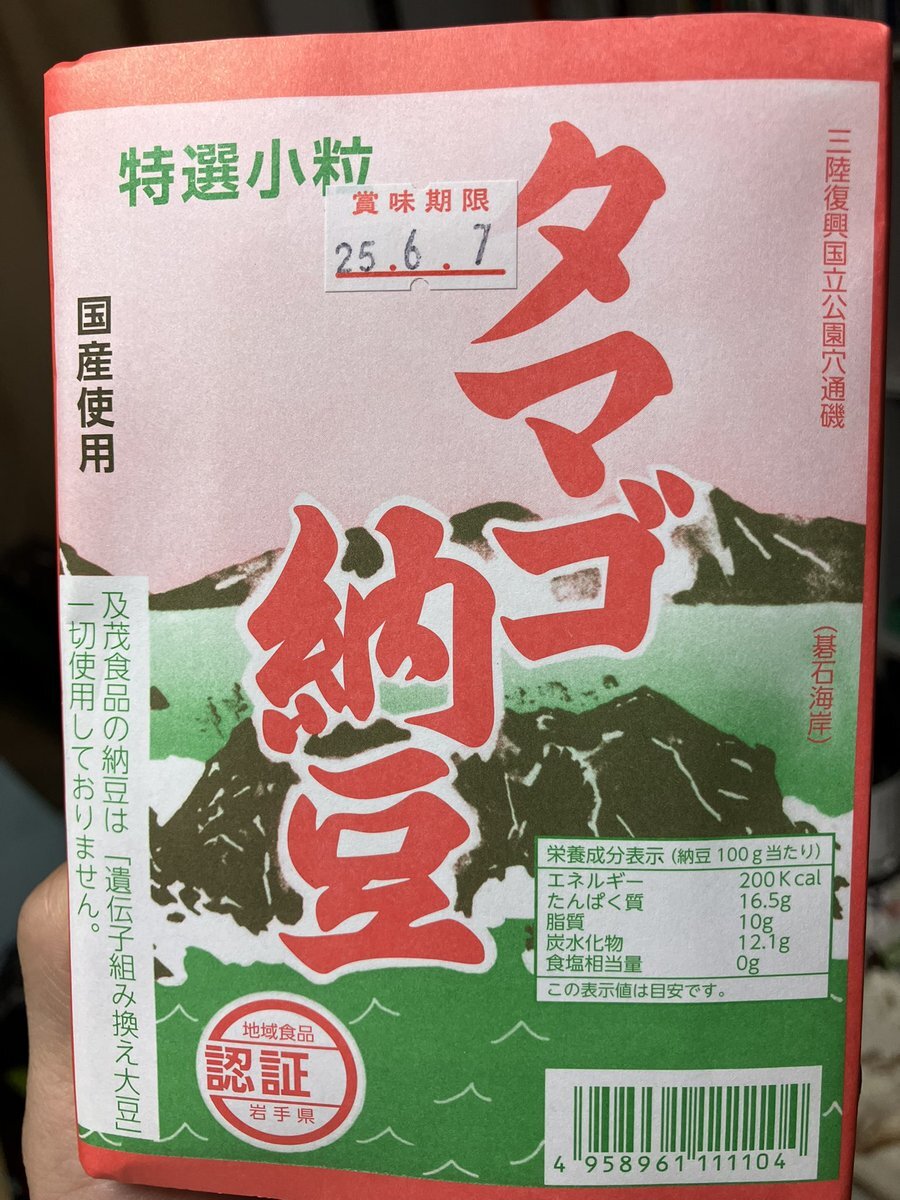 特選小粒
賞味期限
25.6.7
タマゴ
納豆
三陸復興国立公園穴通磯
(碁石海岸)
国産使用
及茂食品の納豆は「遺伝子組み換え大豆」
一切使用しておりません。
栄養成分表示(納豆100g当たり)
エネルギー 200Kcal
たんぱく質 16.5g
脂質 10g
炭水化物 12.1g
食塩相当量 0g
この表示値は目安です。
地域食品
認証
岩手県
4 958961 111104